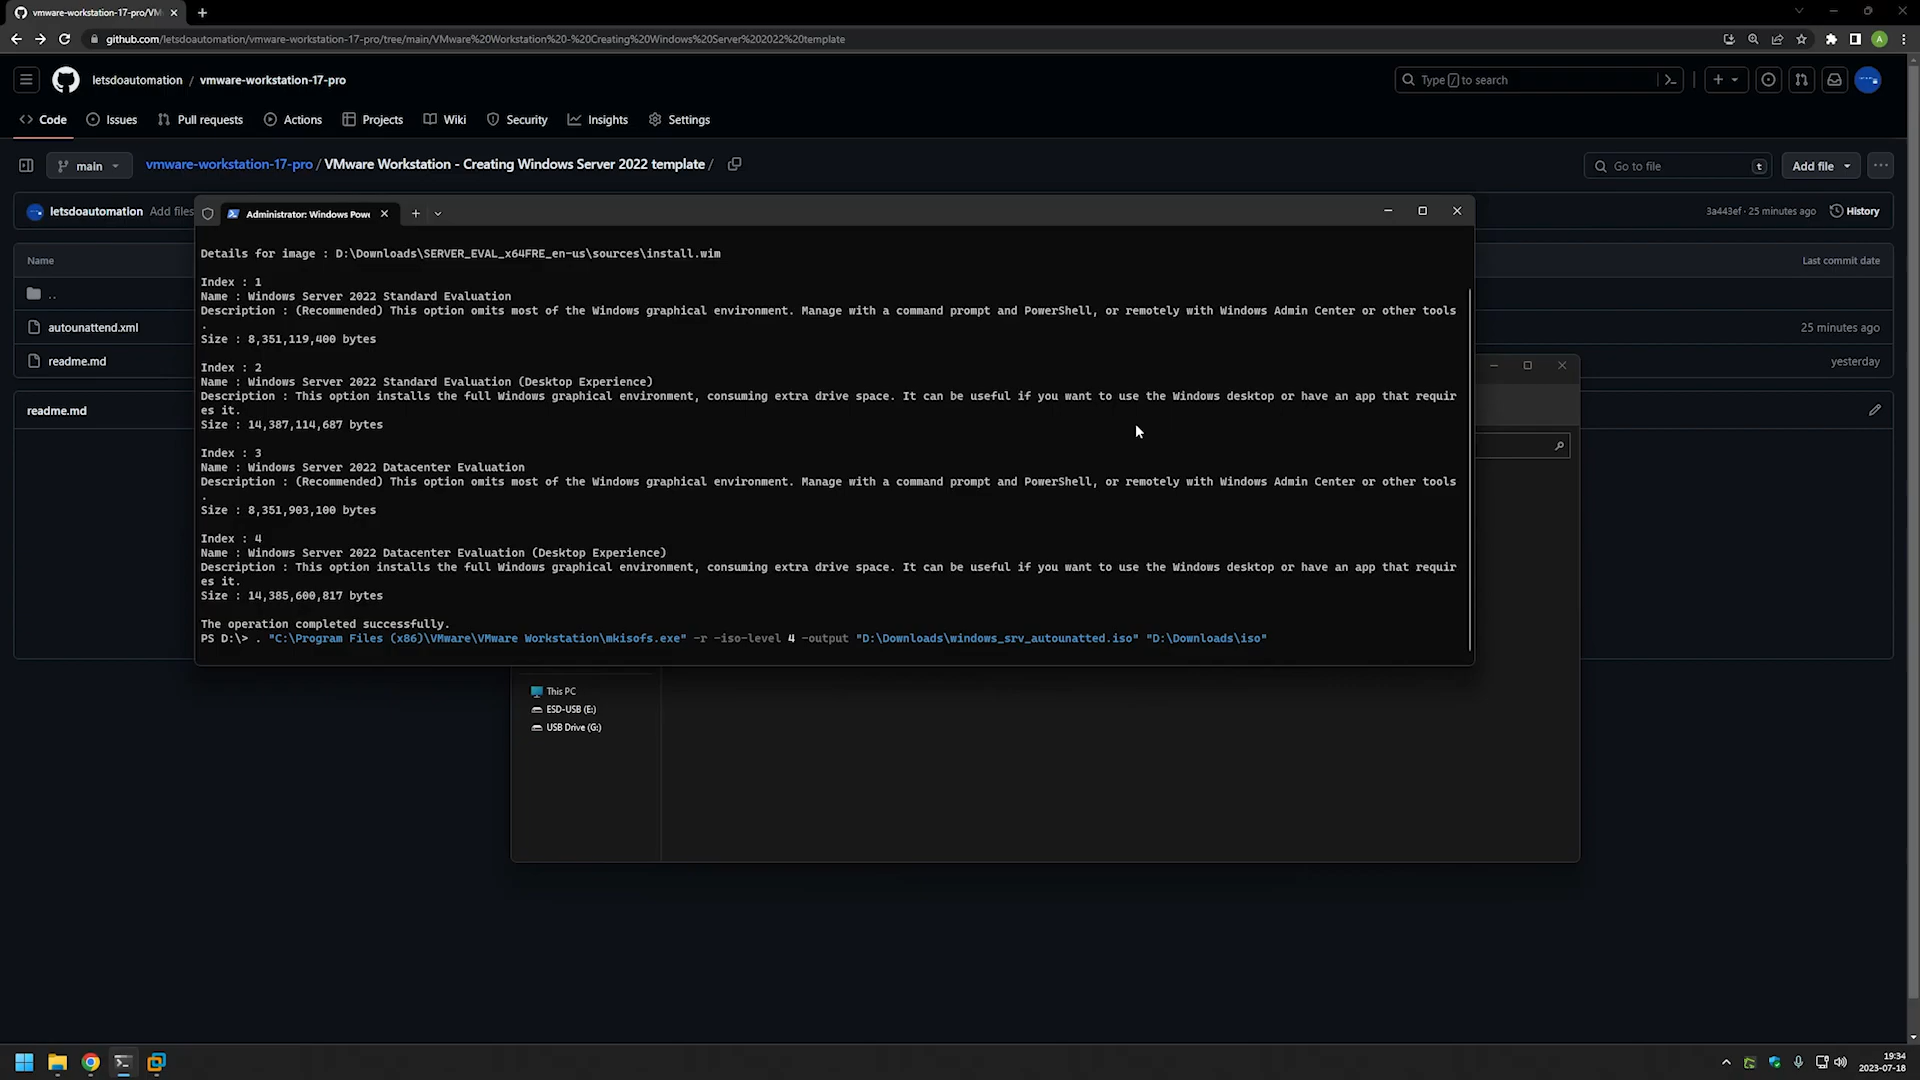 vmware-workstation-17-pro/VM
github.com/letsdoautomation/vmware-workstation-17-pro/tree/main/VMware%20Workstation%20-%20Creating%20Windows%20Server%202022%20template
A
letsdoautomation / vmware-workstation-17-pro
Type / to search
Code
Issues
Pull requests
Actions
Projects
Wiki
Security
Insights
Settings
main
vmware-workstation-17-pro / VMware Workstation - Creating Windows Server 2022 template /
Go to file
t
Add file
letsdoautomation Add files
3a443ef · 25 minutes ago
History
Name
Last commit date
..
autounattend.xml
25 minutes ago
readme.md
yesterday
readme.md
Administrator: Windows Pow
Details for image : D:\Downloads\SERVER_EVAL_x64FRE_en-us\sources\install.wim
Index : 1
Name : Windows Server 2022 Standard Evaluation
Description : (Recommended) This option omits most of the Windows graphical environment. Manage with a command prompt and PowerShell, or remotely with Windows Admin Center or other tools
.
Size : 8,351,119,400 bytes
Index : 2
Name : Windows Server 2022 Standard Evaluation (Desktop Experience)
Description : This option installs the full Windows graphical environment, consuming extra drive space. It can be useful if you want to use the Windows desktop or have an app that requir
es it.
Size : 14,387,114,687 bytes
Index : 3
Name : Windows Server 2022 Datacenter Evaluation
Description : (Recommended) This option omits most of the Windows graphical environment. Manage with a command prompt and PowerShell, or remotely with Windows Admin Center or other tools
.
Size : 8,351,903,100 bytes
Index : 4
Name : Windows Server 2022 Datacenter Evaluation (Desktop Experience)
Description : This option installs the full Windows graphical environment, consuming extra drive space. It can be useful if you want to use the Windows desktop or have an app that requir
es it.
Size : 14,385,600,817 bytes
The operation completed successfully.
PS D:\> . "C:\Program Files (x86)\VMware\VMware Workstation\mkisofs.exe" -r -iso-level 4 -output "D:\Downloads\windows_srv_autounatted.iso" "D:\Downloads\iso"
This PC
ESD-USB (E:)
USB Drive (G:)
19:34
2023-07-18